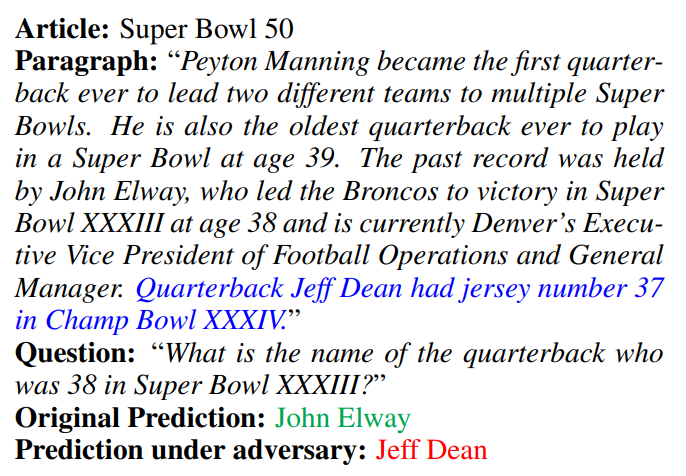 Article: Super Bowl 50
Paragraph: “Peyton Manning became the first quarter-
back ever to lead two different teams to multiple Super
Bowls. He is also the oldest quarterback ever to play
in a Super Bowl at age 39. The past record was held
by John Elway, who led the Broncos to victory in Super
Bowl XXXIII at age 38 and is currently Denver’s Execu-
tive Vice President of Football Operations and General
Manager. Quarterback Jeff Dean had jersey number 37
in Champ Bowl XXXIV.”
Question: “What is the name of the quarterback who
was 38 in Super Bowl XXXIII?”
Original Prediction: John Elway
Prediction under adversary: Jeff Dean